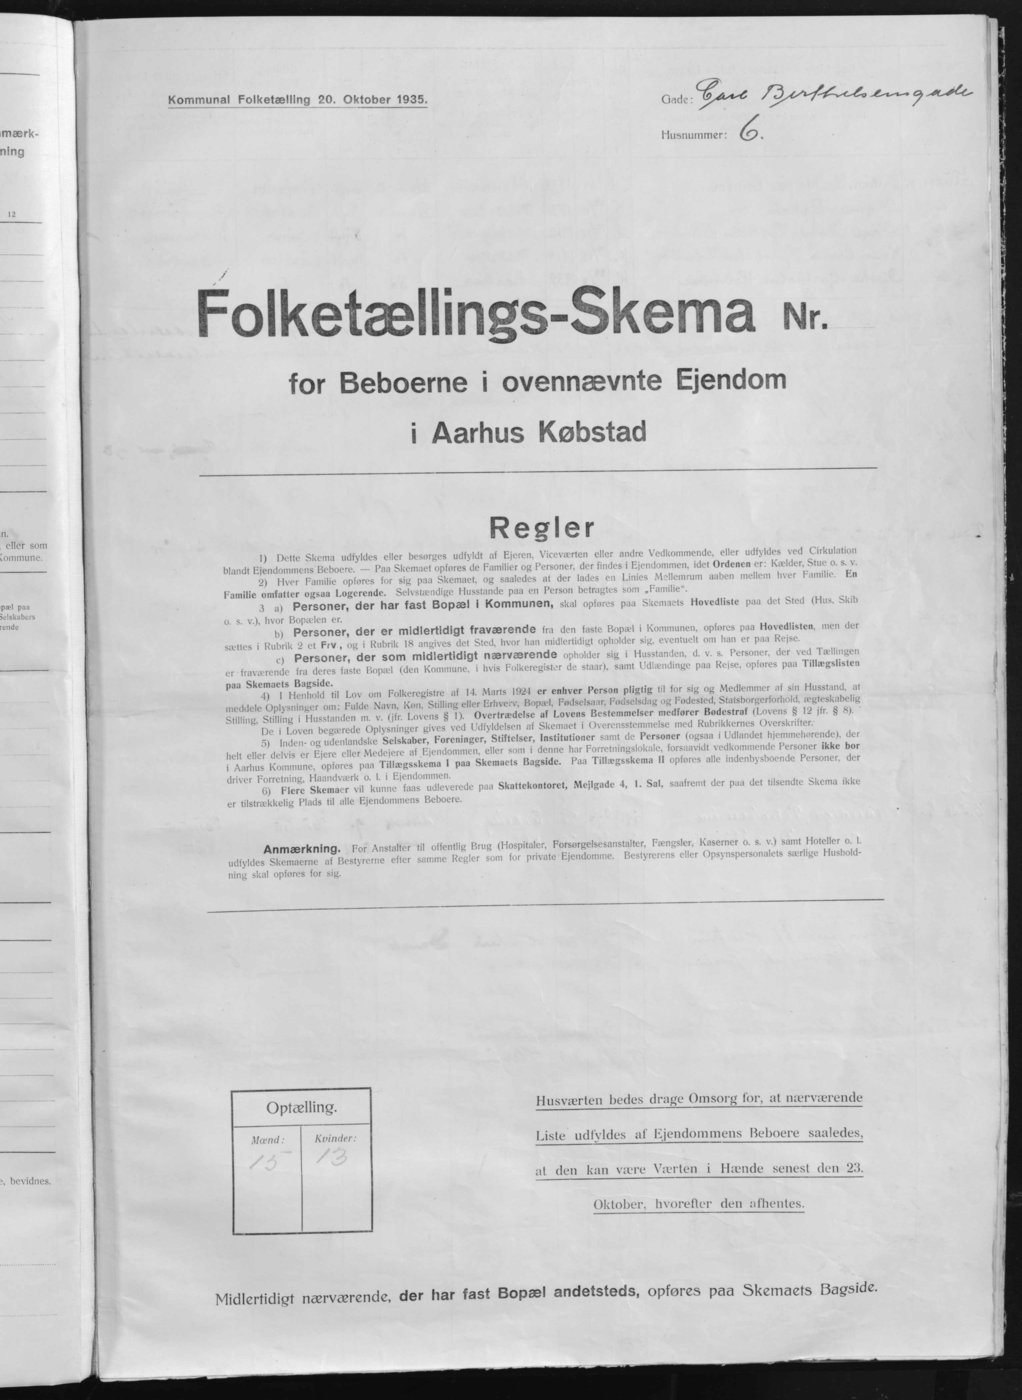 Kommunal Folketælling 20. Oktober 1935.
Gade: Carl Berthelsensgade
Husnummer: 6.
mærk-
ning
12
Folketællings-Skema Nr.
for Beboerne i ovennævnte Ejendom
i Aarhus Købstad
Regler
1) Dette Skema udfyldes eller besørges udfyldt af Ejeren, Viceværten eller andre Vedkommende, eller udfyldes ved Cirkulation
blandt Ejendommens Beboere. — Paa Skemaet opføres de Familier og Personer, der findes i Ejendommen, idet Ordenen er: Kælder, Stue o. s. v.
2) Hver Familie opføres for sig paa Skemaet, og saaledes at der lades en Linies Mellemrum aaben mellem hver Familie. En
Familie omfatter ogsaa Logerende. Selvstændige Husstande paa en Person betragtes som „Familie".
3 a) Personer, der har fast Bopæl i Kommunen, skal opføres paa Skemaets Hovedliste paa det Sted (Hus, Skib
o. s. v.), hvor Bopælen er.
b) Personer, der er midlertidigt fraværende fra den faste Bopæl i Kommunen, opføres paa Hovedlisten, men der
sættes i Rubrik 2 et Frv., og i Rubrik 18 angives det Sted, hvor han midlertidigt opholder sig, eventuelt om han er paa Rejse.
c) Personer, der som midlertidigt nærværende opholder sig i Husstanden, d. v. s. Personer, der ved Tællingen
er fraværende fra deres faste Bopæl (den Kommune, i hvis Folkeregister de staar), samt Udlændinge paa Rejse, opføres paa Tillægslisten
paa Skemaets Bagside.
4) I Henhold til Lov om Folkeregistre af 14. Marts 1924 er enhver Person pligtig til for sig og Medlemmer af sin Husstand, at
meddele Oplysninger om: Fulde Navn, Køn, Stilling eller Erhverv, Bopæl, Fødselsaar, Fødselsdag og Fødested, Statsborgerforhold, ægteskabelig
Stilling, Stilling i Husstanden m. v. (jfr. Lovens § 1). Overtrædelse af Lovens Bestemmelser medfører Bødestraf (Lovens § 12 jfr. § 8).
De i Loven begærede Oplysninger gives ved Udfyldelsen af Skemaet i Overensstemmelse med Rubrikkernes Overskrifter.
5) Inden- og udenlandske Selskaber, Foreninger, Stiftelser, Institutioner samt de Personer (ogsaa i Udlandet hjemmehørende), der
helt eller delvis er Ejere eller Medejere af Ejendommen, eller som i denne har Forretningslokale, forsaavidt vedkommende Personer ikke bor
i Aarhus Kommune, opføres paa Tillægsskema I paa Skemaets Bagside. Paa Tillægsskema II opføres alle indenbysboende Personer, der
driver Forretning, Haandværk o. l. i Ejendommen.
6) Flere Skemaer vil kunne faas udleverede paa Skattekontoret, Mejlgade 4, 1. Sal, saafremt der paa det tilsendte Skema ikke
er tilstrækkelig Plads til alle Ejendommens Beboere.
Anmærkning. For Anstalter til offentlig Brug (Hospitaler, Forsørgelsesanstalter, Fængsler, Kaserner o. s. v.) samt Hoteller o. l.
udfyldes Skemaerne af Bestyrerne efter samme Regler som for private Ejendomme. Bestyrerens eller Opsynspersonalets særlige Hushold-
ning skal opføres for sig.
n.
, eller som
Kommune.
opæl paa
Selskabers
rende
e, bevidnes.
Optælling.
Mænd: Kvinder:
15 13
Husværten bedes drage Omsorg for, at nærværende
Liste udfyldes af Ejendommens Beboere saaledes,
at den kan være Værten i Hænde senest den 23.
Oktober, hvorefter den afhentes.
Midlertidigt nærværende, der har fast Bopæl andetsteds, opføres paa Skemaets Bagside.